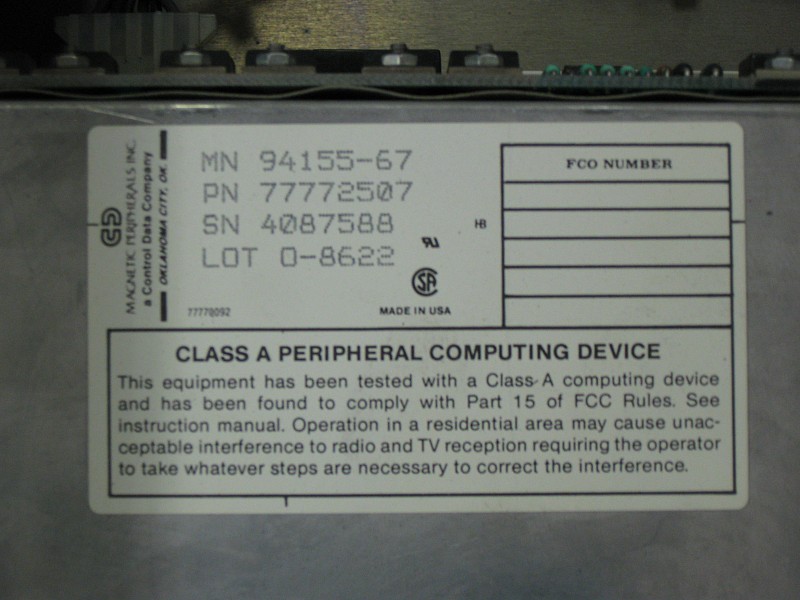 MAGNETIC PERIPHERALS INC.
a Control Data Company
OKLAHOMA CITY, OK
MN 94155-67
PN 77772507
SN 4087588
HB
LOT 0-8622
77770092
MADE IN USA
FCO NUMBER
CLASS A PERIPHERAL COMPUTING DEVICE
This equipment has been tested with a Class A computing device
and has been found to comply with Part 15 of FCC Rules. See
instruction manual. Operation in a residential area may cause unac-
ceptable interference to radio and TV reception requiring the operator
to take whatever steps are necessary to correct the interference.